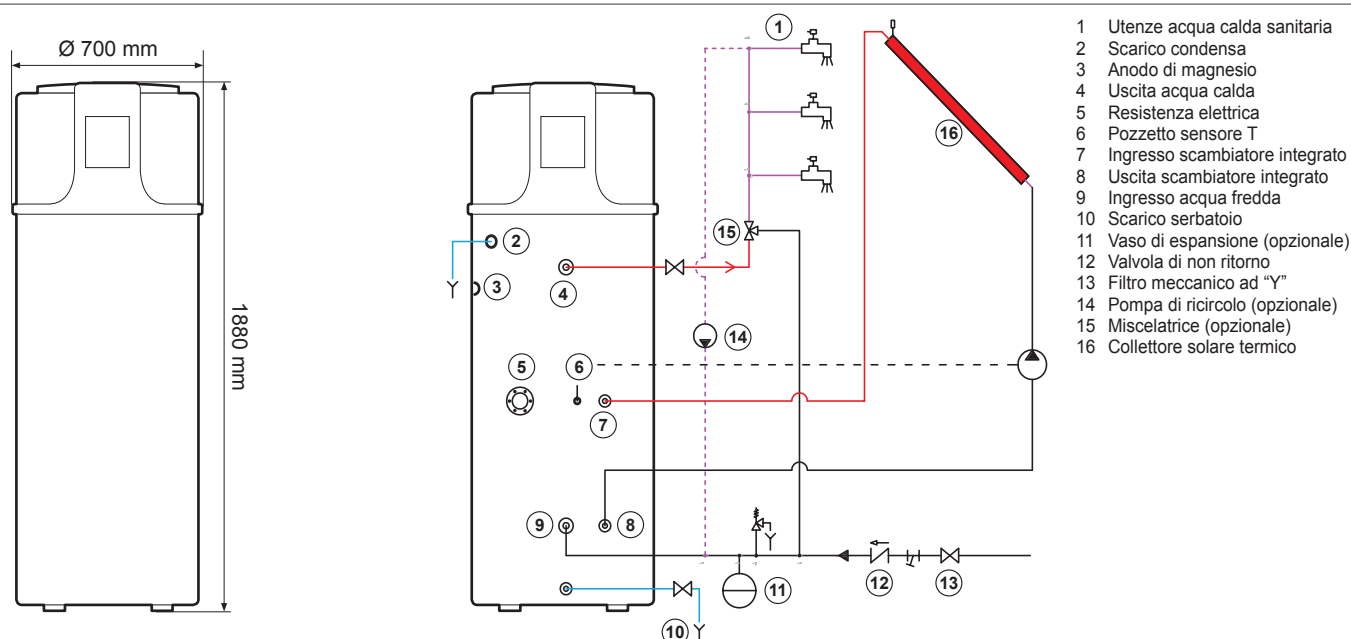 Ø 700 mm
1880 mm
1
2
3
4
5
6
7
8
9
10
11
12
13
14
15
16
1 Utenze acqua calda sanitaria
2 Scarico condensa
3 Anodo di magnesio
4 Uscita acqua calda
5 Resistenza elettrica
6 Pozzetto sensore T
7 Ingresso scambiatore integrato
8 Uscita scambiatore integrato
9 Ingresso acqua fredda
10 Scarico serbatoio
11 Vaso di espansione (opzionale)
12 Valvola di non ritorno
13 Filtro meccanico ad “Y”
14 Pompa di ricircolo (opzionale)
15 Miscelatrice (opzionale)
16 Collettore solare termico